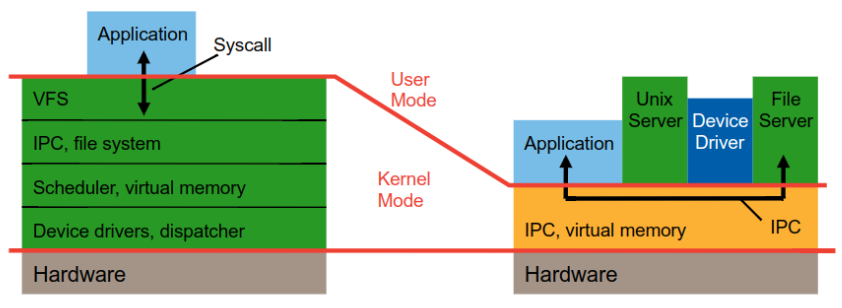 Application
Syscall
VFS
IPC, file system
Scheduler, virtual memory
Device drivers, dispatcher
Hardware
User
Mode
Kernel
Mode
Application
Unix
Server
Device
Driver
File
Server
IPC, virtual memory
IPC
Hardware